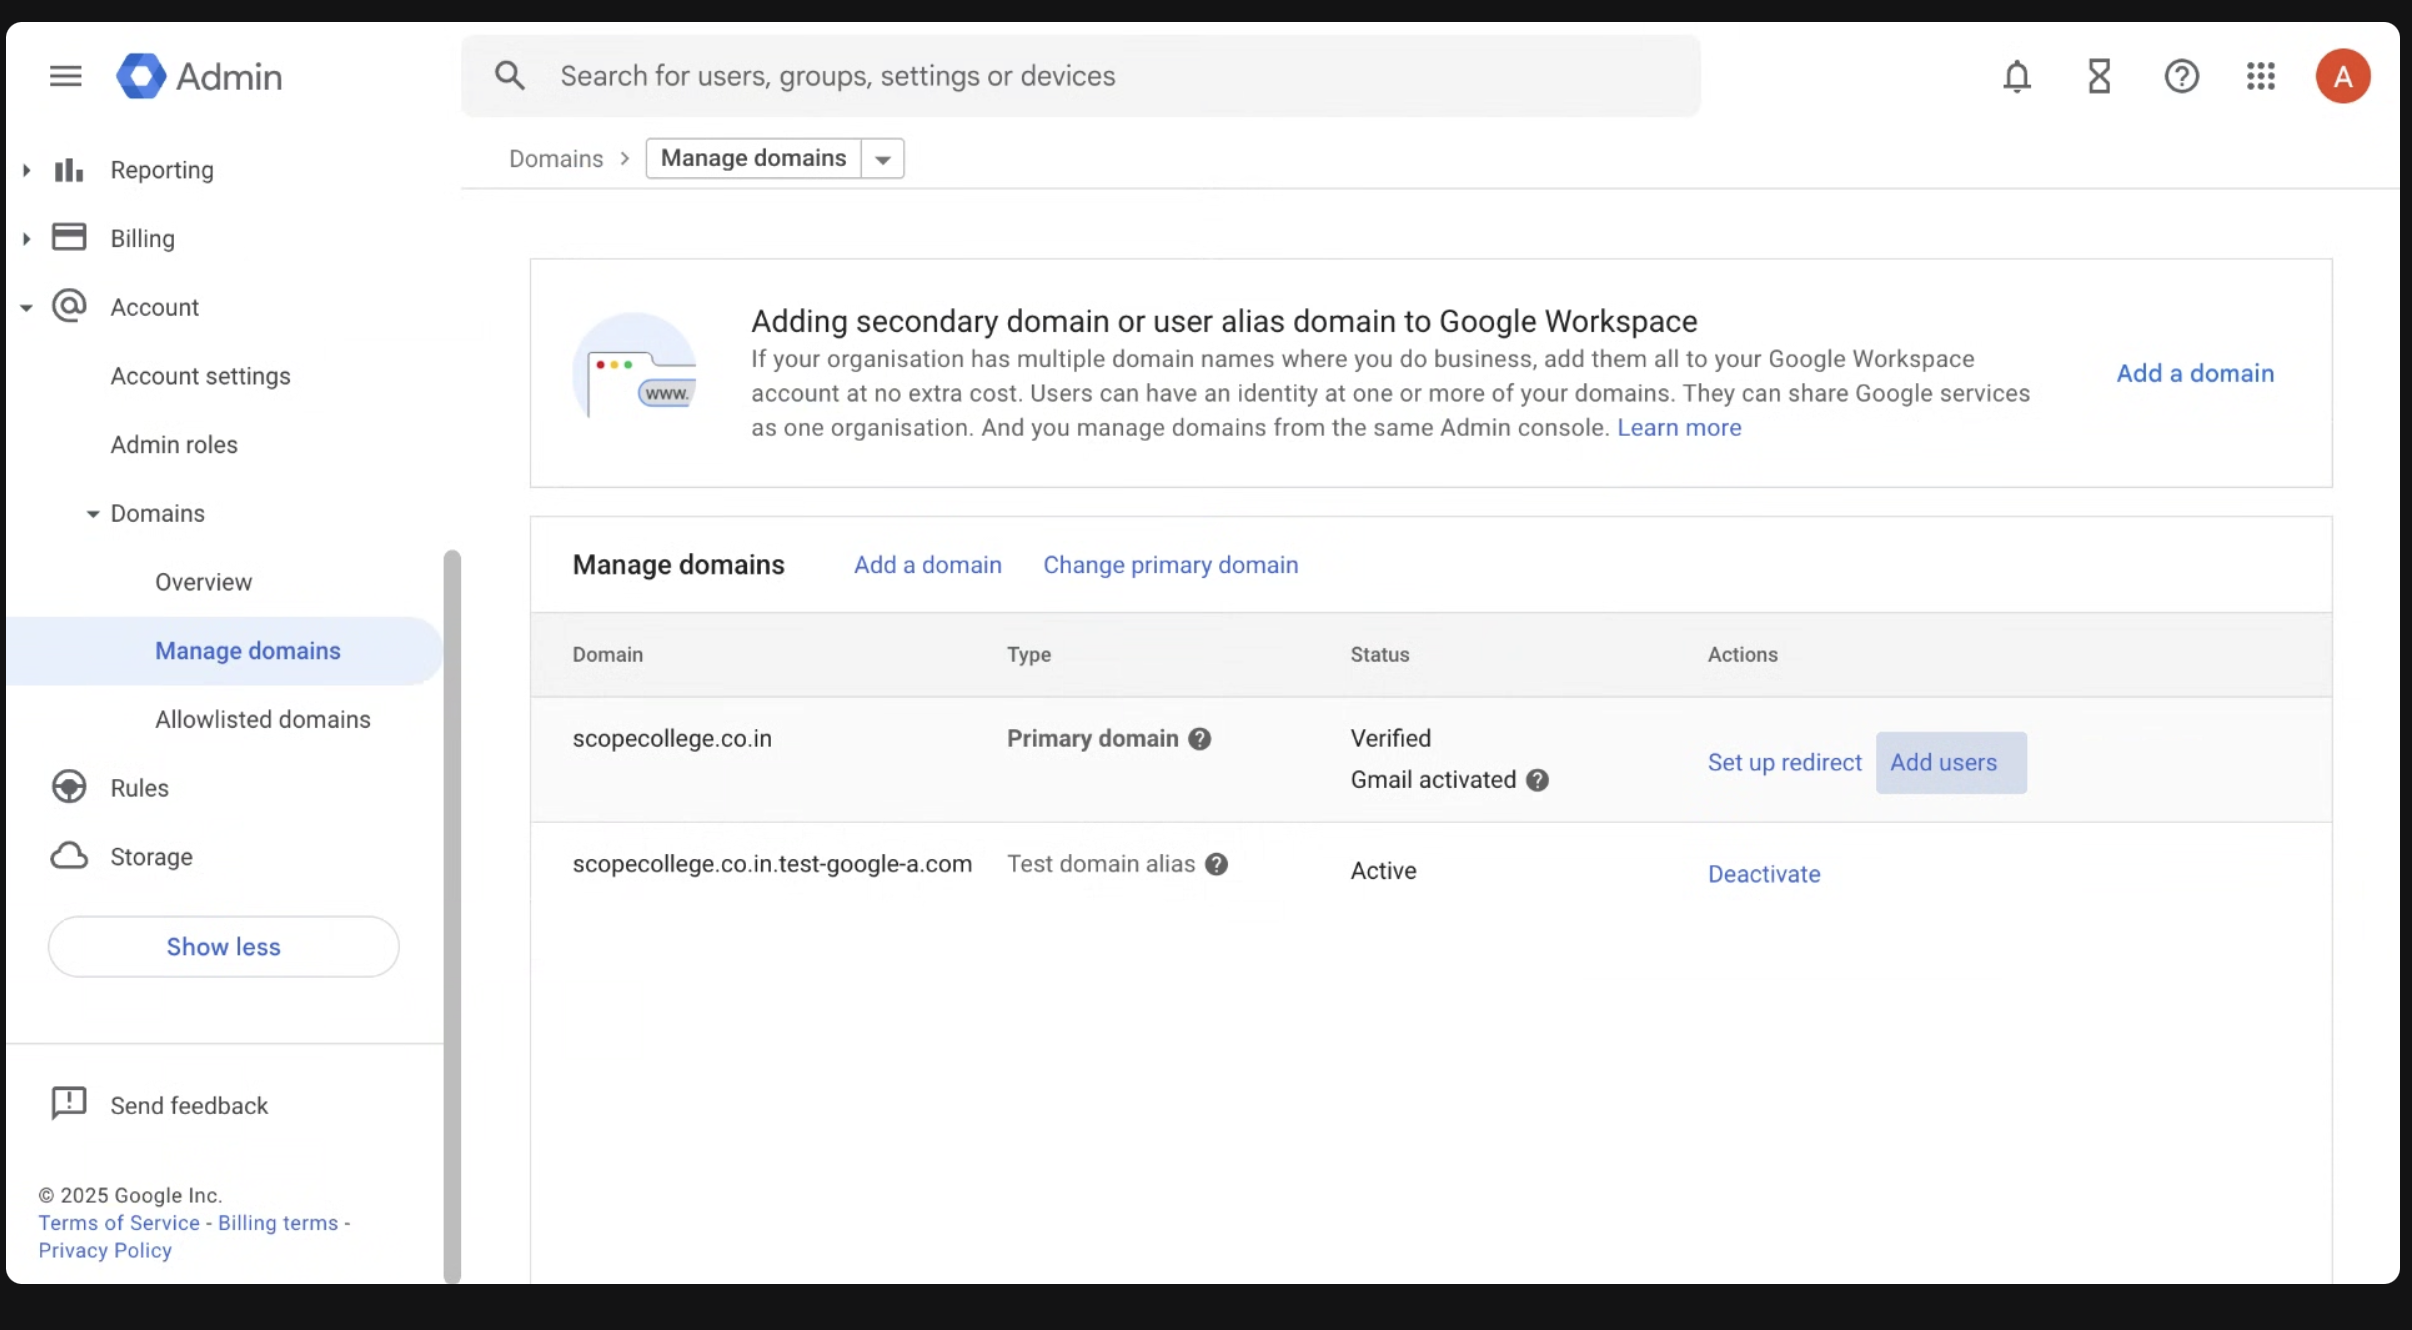 Admin
Search for users, groups, settings or devices
A
Reporting
Billing
Account
Account settings
Admin roles
Domains
Overview
Manage domains
Allowlisted domains
Rules
Storage
Show less
Send feedback
© 2025 Google Inc.
Terms of Service - Billing terms -
Privacy Policy
Domains > Manage domains
www.
Adding secondary domain or user alias domain to Google Workspace
If your organisation has multiple domain names where you do business, add them all to your Google Workspace
account at no extra cost. Users can have an identity at one or more of your domains. They can share Google services
as one organisation. And you manage domains from the same Admin console. Learn more
Add a domain
Manage domains Add a domain Change primary domain
Domain Type Status Actions
scopecollege.co.in Primary domain Verified
Gmail activated
Set up redirect Add users
scopecollege.co.in.test-google-a.com Test domain alias Active Deactivate